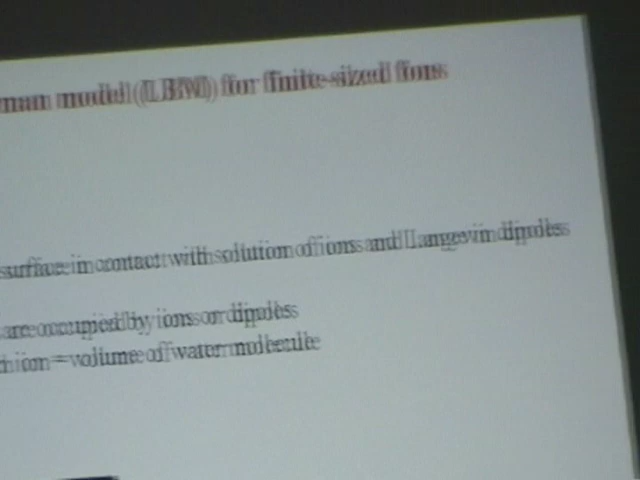 model (LBM) for finite-sized ions
surface in contact with solution of ions and Langevin dipoles
are occupied by ions or dipoles
ion = volume of water molecule